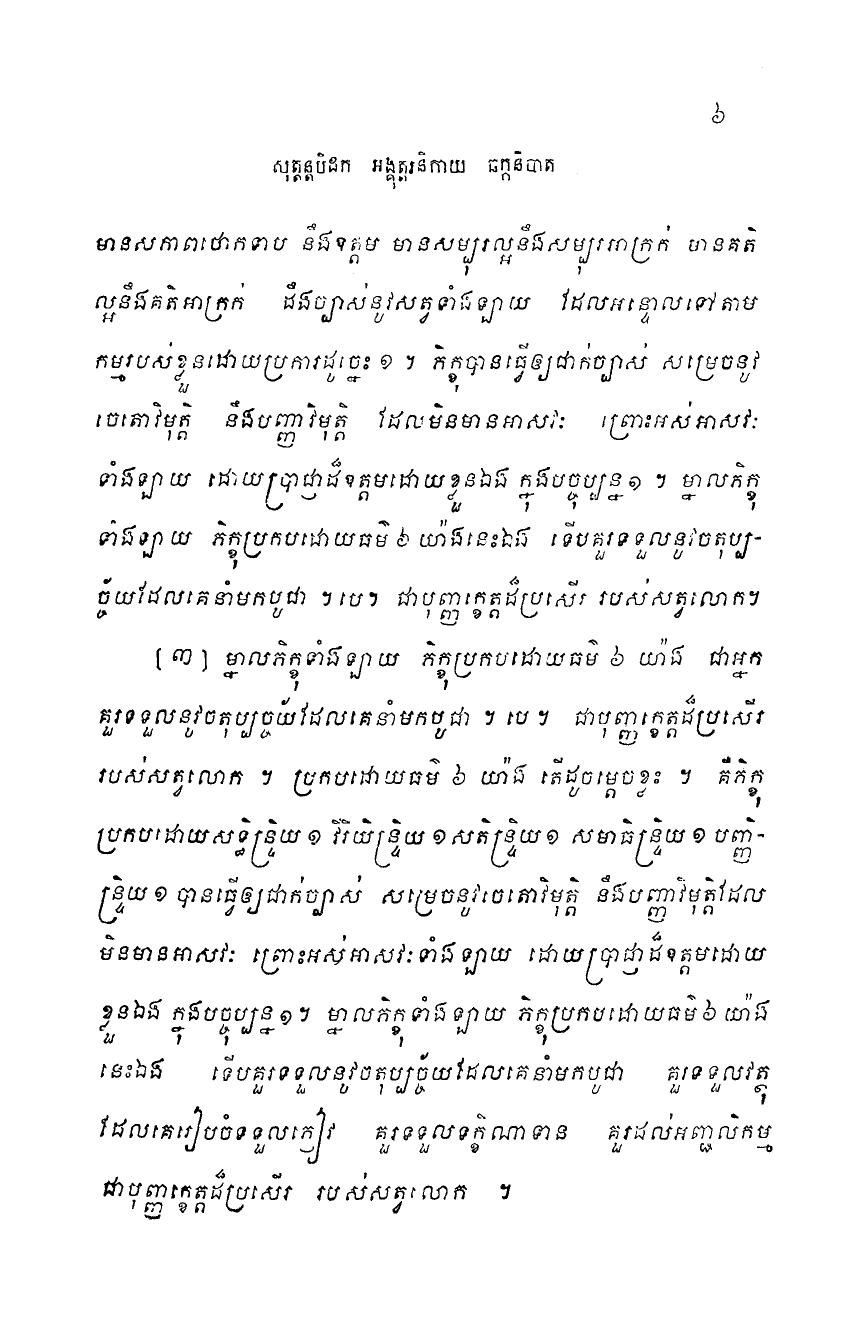 ៦
សុត្តន្តបិដក អង្គុត្តរនិកាយ ឆក្កនិបាត
មានសភាពថោកទាប នឹងឧត្តម មានសម្បុរល្អនឹងសម្បុរអាក្រក់ មានគតិ
ល្អនឹងគតិអាក្រក់ ដឹងច្បាស់នូវសត្វទាំងឡាយ ដែលអន្ទោលទៅតាម
កម្មរបស់ខ្លួនដោយប្រការដូច្នេះ ១ ។ ភិក្ខុបានធ្វើឲ្យជាក់ច្បាស់ សម្រេចនូវ
ចេតោវិមុត្តិ នឹងបញ្ញាវិមុត្តិ ដែលមិនមានអាសវៈ ព្រោះអស់អាសវៈ
ទាំងឡាយ ដោយប្រាជ្ញាដ៏ឧត្តមដោយខ្លួនឯង ក្នុងបច្ចុប្បន្ន ១ ។ ម្នាលភិក្ខុ
ទាំងឡាយ ភិក្ខុប្រកបដោយធម៌ ៦ យ៉ាងនេះឯង ទើបគួរទទួលនូវចតុប្ប-
ច្ច័យដែលគេនាំមកបូជា ។បេ។ ជាបុញ្ញក្ខេត្តដ៏ប្រសើរ របស់សត្វលោក។
[ ៣ ] ម្នាលភិក្ខុទាំងឡាយ ភិក្ខុប្រកបដោយធម៌ ៦ យ៉ាង ជាអ្នក
គួរទទួលនូវចតុប្បច្ចយ័ដែលគេនាំមកបូជា ។ បេ ។ ជាបុញ្ញក្ខេត្តដ៏ប្រសើរ
របស់សត្វលោក ។ ប្រកបដោយធម៌ ៦ យ៉ាង តើដូចម្តេចខ្លះ ។ គឺភិក្ខុ
ប្រកបដោយសទ្ធិន្ទ្រិយ ១ វីរិយិន្ទ្រិយ ១ សតិន្ទ្រិយ ១ សមាធិន្ទ្រិយ ១ បញ្ញិ-
ន្ទ្រិយ ១ បានធ្វើឲ្យជាក់ច្បាស់ សម្រេចនូវចេតោវិមុត្តិ នឹងបញ្ញាវិមុត្តិដែល
មិនមានអាសវៈ ព្រោះអស់អាសវៈទាំងឡាយ ដោយប្រាជ្ញាដ៏ឧត្តមដោយ
ខ្លួនឯង ក្នុងបច្ចុប្បន្ន ១ ។ ម្នាលភិក្ខុទាំងឡាយ ភិក្ខុប្រកបដោយធម៌ ៦ យ៉ាង
នេះឯង ទើបគួរទទួលនូវចតុប្បច្ច័យដែលគេនាំមកបូជា គួរទទួលវត្ថុ
ដែលគេរៀបចំទទួលភ្ញៀវ គួរទទួលទក្ខិណាទាន គួរដល់អញ្ជលិកម្ម
ជាបុញ្ញក្ខេត្តដ៏ប្រសើរ របស់សត្វលោក ។